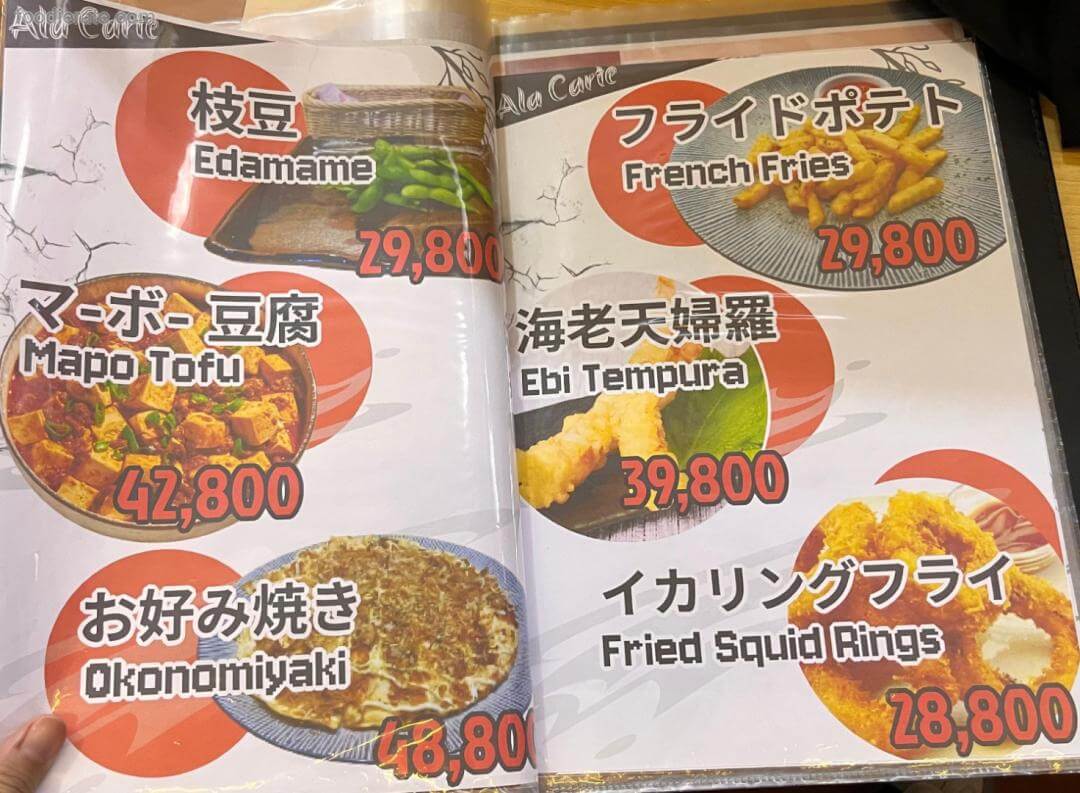 foodierate.com
Ala Carte
枝豆
Edamame
29,800
マ-ボ- 豆腐
Mapo Tofu
42,800
お好み焼き
Okonomiyaki
48,800
Ala Carte
フライドポテト
French Fries
29,800
海老天婦羅
Ebi Tempura
39,800
イカリングフライ
Fried Squid Rings
28,800